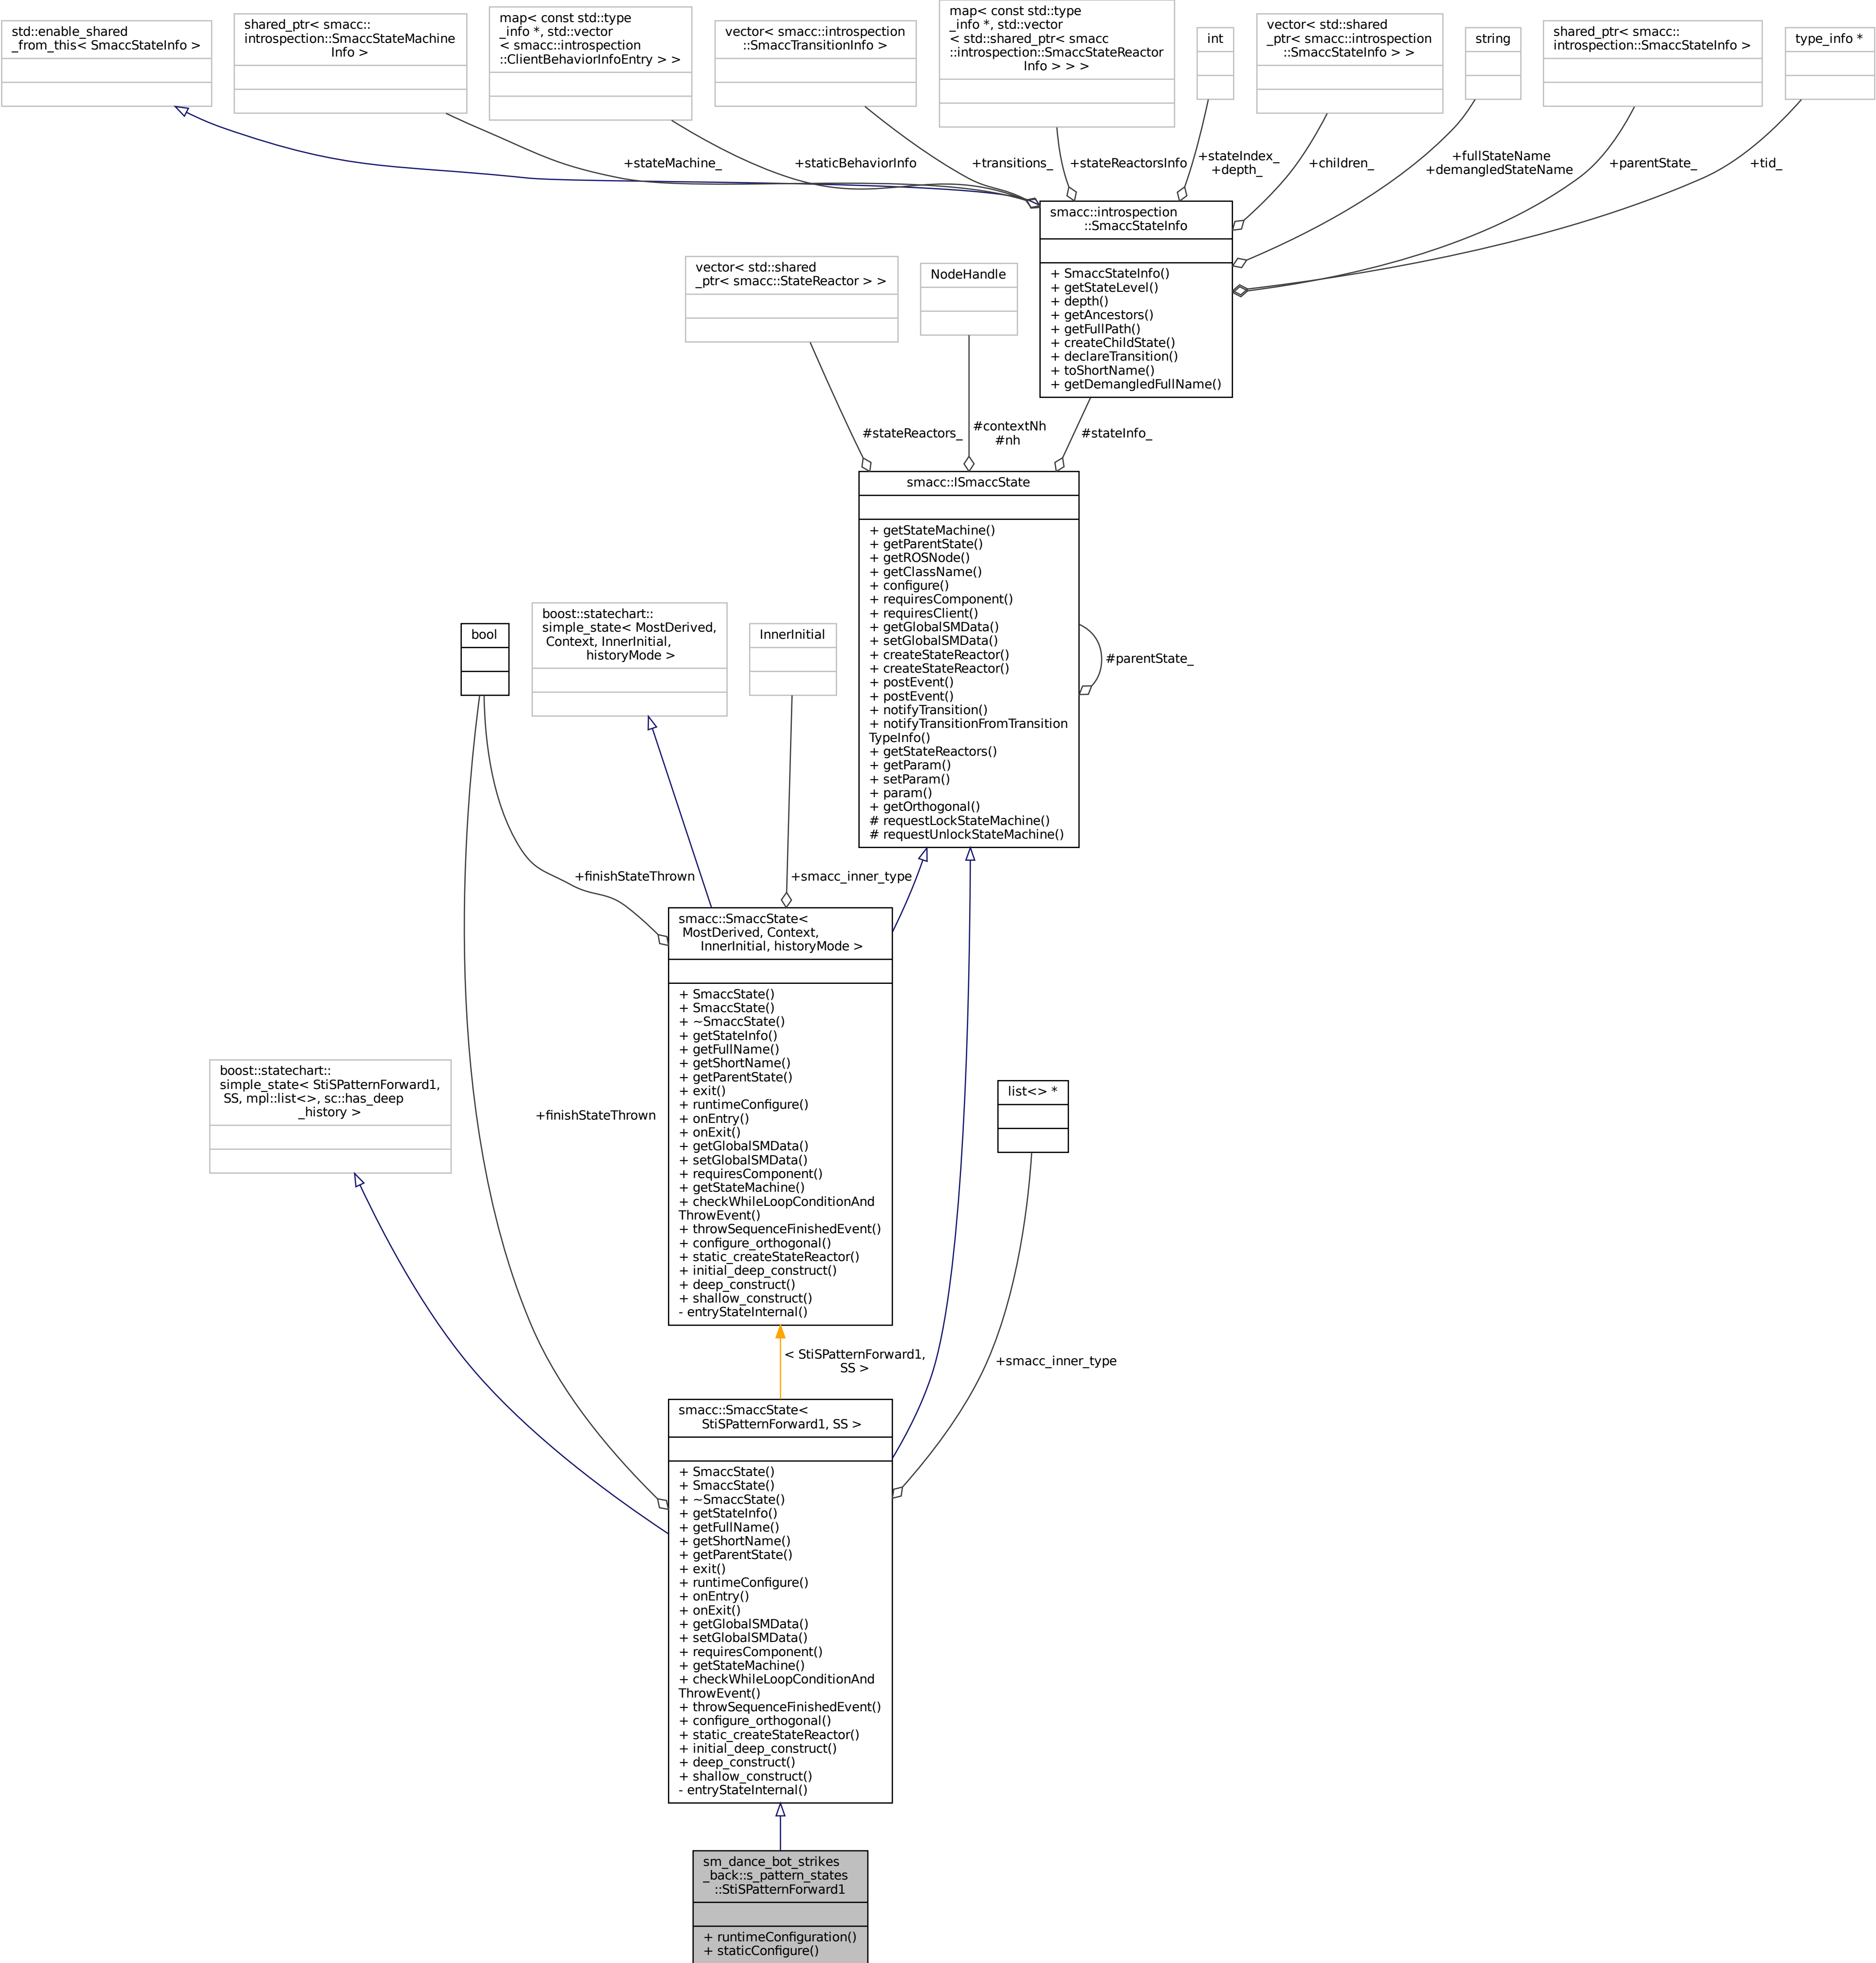 std::enable_shared
_from_this< SmaccStateInfo >
shared_ptr< smacc::
introspection::SmaccStateMachine
Info >
map< const std::type
_info *, std::vector
< smacc::introspection
::ClientBehaviorInfoEntry > >
vector< smacc::introspection
::SmaccTransitionInfo >
map< const std::type
_info *, std::vector
< std::shared_ptr< smacc
::introspection::SmaccStateReactor
Info > > >
int
vector< std::shared
_ptr< smacc::introspection
::SmaccStateInfo > >
string
shared_ptr< smacc::
introspection::SmaccStateInfo >
type_info *
+stateMachine_
+staticBehaviorInfo
+transitions_
+stateReactorsInfo
+stateIndex_
+depth_
+children_
+fullStateName
+demangledStateName
+parentState_
+tid_
smacc::introspection
::SmaccStateInfo
+ SmaccStateInfo()
+ getStateLevel()
+ depth()
+ getAncestors()
+ getFullPath()
+ createChildState()
+ declareTransition()
+ toShortName()
+ getDemangledFullName()
vector< std::shared
_ptr< smacc::StateReactor > >
NodeHandle
#stateReactors_
#contextNh
#nh
#stateInfo_
smacc::ISmaccState
+ getStateMachine()
+ getParentState()
+ getROSNode()
+ getClassName()
+ configure()
+ requiresComponent()
+ requiresClient()
+ getGlobalSMData()
+ setGlobalSMData()
+ createStateReactor()
+ createStateReactor()
+ postEvent()
+ postEvent()
+ notifyTransition()
+ notifyTransitionFromTransition
TypeInfo()
+ getStateReactors()
+ getParam()
+ setParam()
+ param()
+ getOrthogonal()
# requestLockStateMachine()
# requestUnlockStateMachine()
#parentState_
bool
boost::statechart::
simple_state< MostDerived,
Context, InnerInitial,
historyMode >
InnerInitial
+finishStateThrown
+smacc_inner_type
smacc::SmaccState<
MostDerived, Context,
InnerInitial, historyMode >
+ SmaccState()
+ SmaccState()
+ ~SmaccState()
+ getStateInfo()
+ getFullName()
+ getShortName()
+ getParentState()
+ exit()
+ runtimeConfigure()
+ onEntry()
+ onExit()
+ getGlobalSMData()
+ setGlobalSMData()
+ requiresComponent()
+ getStateMachine()
+ checkWhileLoopConditionAnd
ThrowEvent()
+ throwSequenceFinishedEvent()
+ configure_orthogonal()
+ static_createStateReactor()
+ initial_deep_construct()
+ deep_construct()
+ shallow_construct()
- entryStateInternal()
boost::statechart::
simple_state< StiSPatternForward1,
SS, mpl::list<>, sc::has_deep
_history >
+finishStateThrown
list<> *
< StiSPatternForward1,
SS >
+smacc_inner_type
smacc::SmaccState<
StiSPatternForward1, SS >
+ SmaccState()
+ SmaccState()
+ ~SmaccState()
+ getStateInfo()
+ getFullName()
+ getShortName()
+ getParentState()
+ exit()
+ runtimeConfigure()
+ onEntry()
+ onExit()
+ getGlobalSMData()
+ setGlobalSMData()
+ requiresComponent()
+ getStateMachine()
+ checkWhileLoopConditionAnd
ThrowEvent()
+ throwSequenceFinishedEvent()
+ configure_orthogonal()
+ static_createStateReactor()
+ initial_deep_construct()
+ deep_construct()
+ shallow_construct()
- entryStateInternal()
sm_dance_bot_strikes
_back::s_pattern_states
::StiSPatternForward1
+ runtimeConfiguration()
+ staticConfigure()